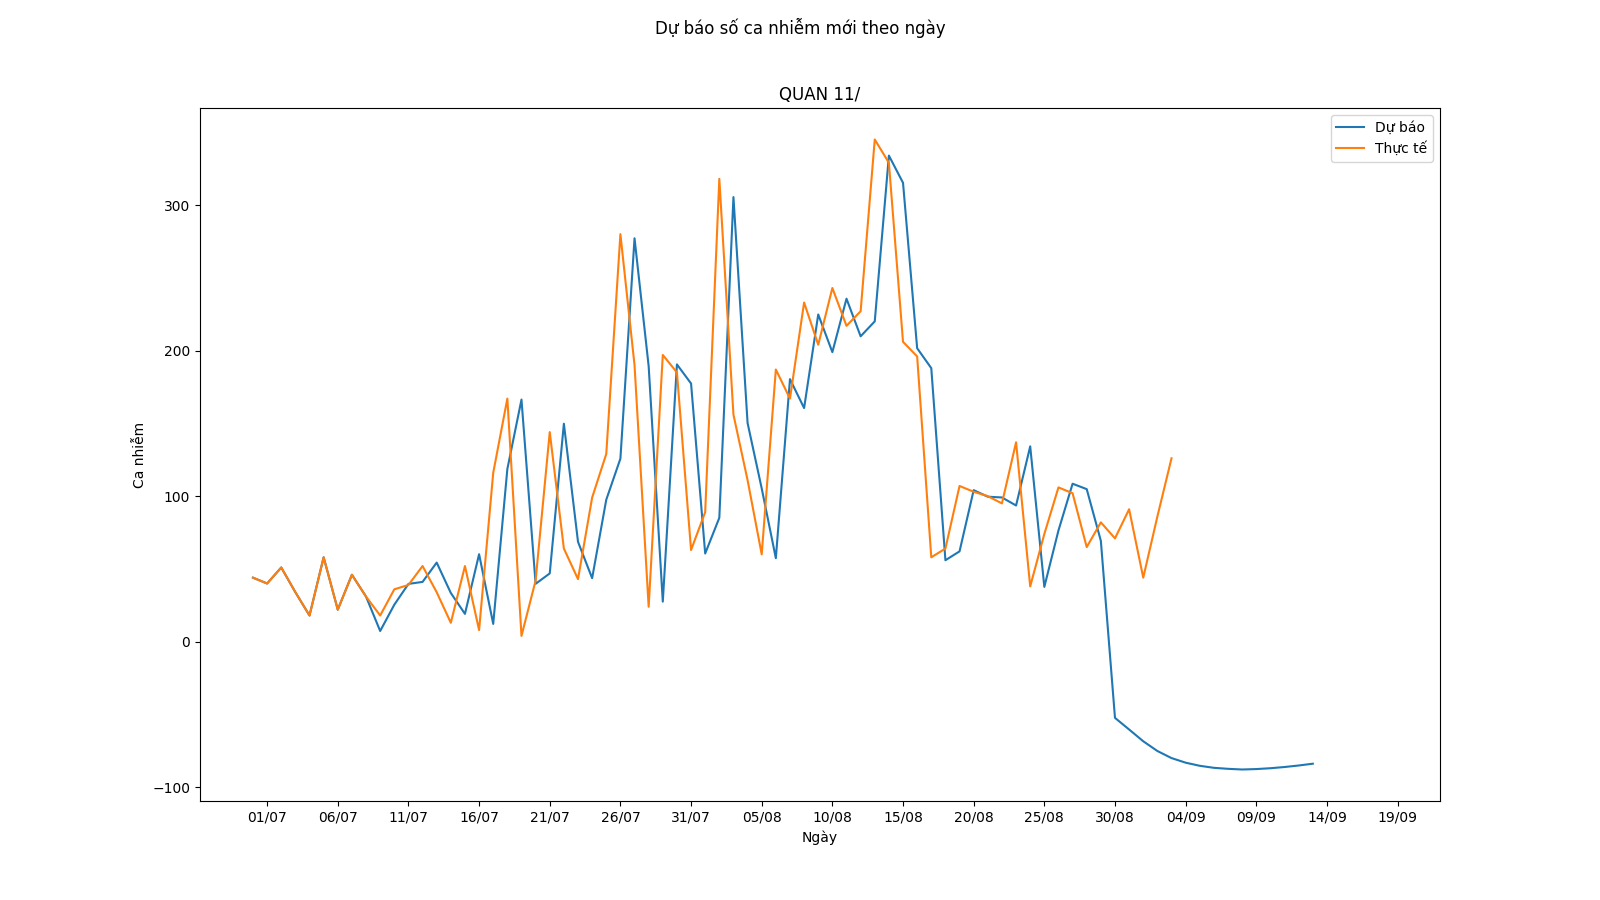 Dự báo số ca nhiễm mới theo ngày
QUAN 11/
Dự báo
Thực tế
300
200
100
0
−100
Ca nhiễm
01/07 06/07 11/07 16/07 21/07 26/07 31/07 05/08 10/08 15/08 20/08 25/08 30/08 04/09 09/09 14/09 19/09
Ngày